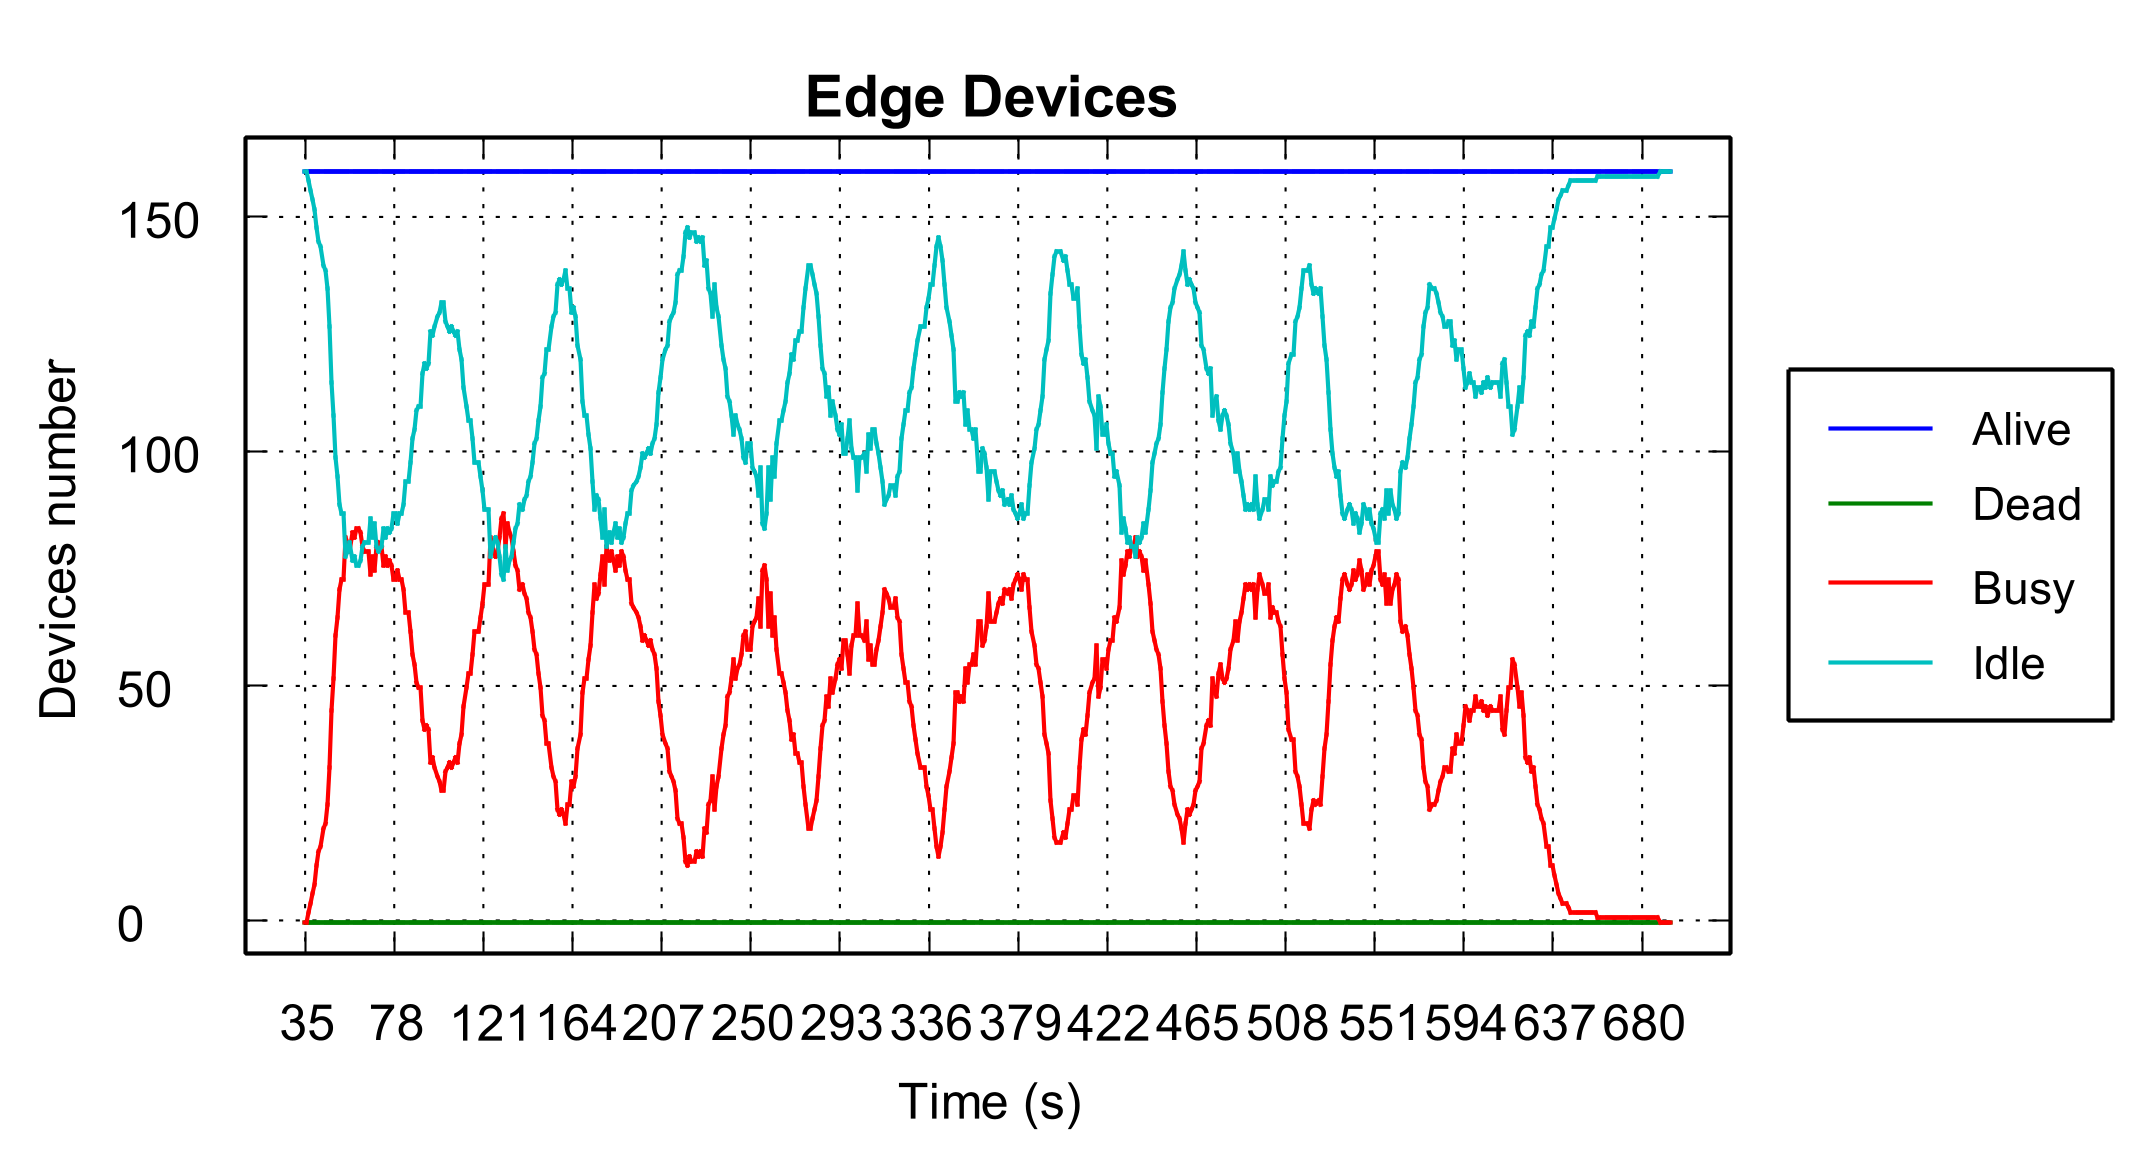 Edge Devices
150
100
50
0
Devices number
35 78 121 164 207 250 293 336 379 422 465 508 551 594 637 680
Time (s)
Alive
Dead
Busy
Idle